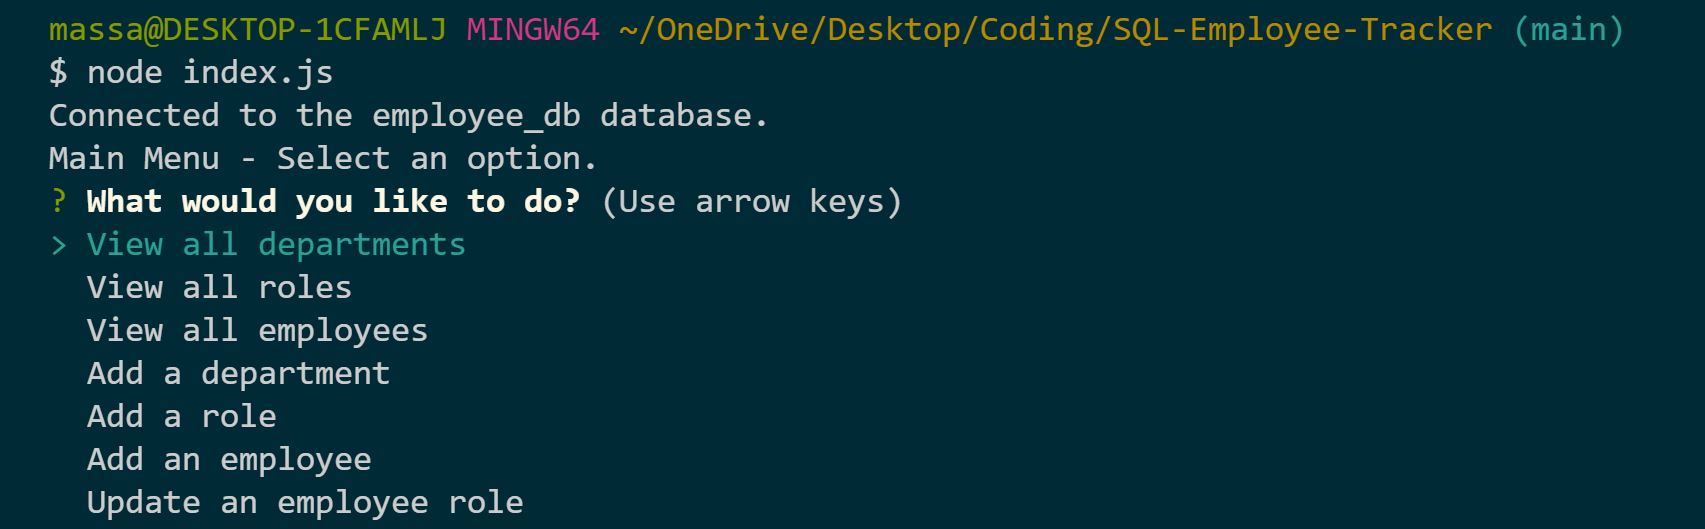 massa@DESKTOP-1CFAMLJ MINGW64 ~/OneDrive/Desktop/Coding/SQL-Employee-Tracker (main)
$ node index.js
Connected to the employee_db database.
Main Menu - Select an option.
? What would you like to do? (Use arrow keys)
> View all departments
  View all roles
  View all employees
  Add a department
  Add a role
  Add an employee
  Update an employee role